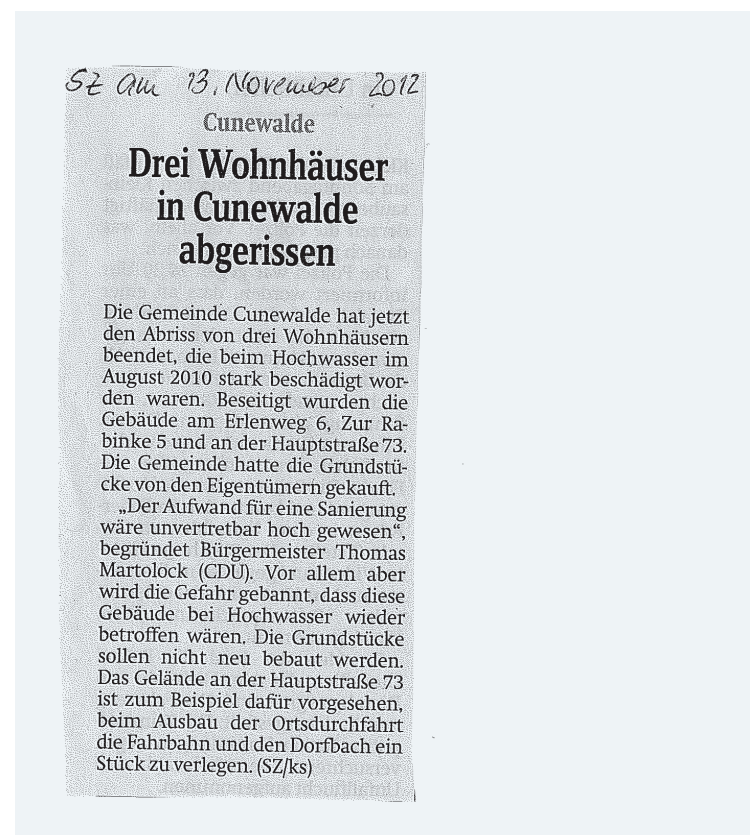 SZ am 13. November 2012
Cunewalde
Drei Wohnhäuser
in Cunewalde
abgerissen
Die Gemeinde Cunewalde hat jetzt
den Abriss von drei Wohnhäusern
beendet, die beim Hochwasser im
August 2010 stark beschädigt wor-
den waren. Beseitigt wurden die
Gebäude am Erlenweg 6, Zur Ra-
binke 5 und an der Hauptstraße 73.
Die Gemeinde hatte die Grundstü-
cke von den Eigentümern gekauft.
„Der Aufwand für eine Sanierung
wäre unvertretbar hoch gewesen“,
begründet Bürgermeister Thomas
Martolock (CDU). Vor allem aber
wird die Gefahr gebannt, dass diese
Gebäude bei Hochwasser wieder
betroffen wären. Die Grundstücke
sollen nicht neu bebaut werden.
Das Gelände an der Hauptstraße 73
ist zum Beispiel dafür vorgesehen,
beim Ausbau der Ortsdurchfahrt
die Fahrbahn und den Dorfbach ein
Stück zu verlegen. (SZ/ks)